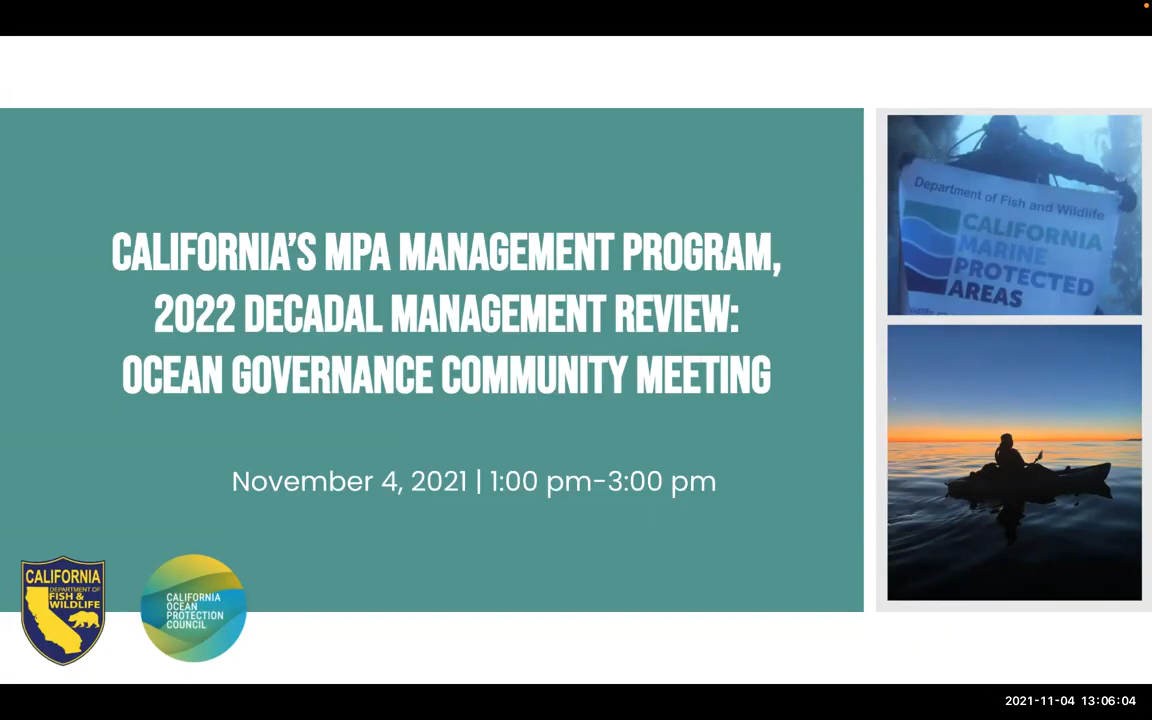 CALIFORNIA'S MPA MANAGEMENT PROGRAM,
2022 DECADAL MANAGEMENT REVIEW:
OCEAN GOVERNANCE COMMUNITY MEETING
November 4, 2021 | 1:00 pm-3:00 pm
Department of Fish and Wildlife
CALIFORNIA
MARINE
PROTECTED
AREAS
CALIFORNIA
DEPARTMENT OF
FISH &
WILDLIFE
CALIFORNIA
OCEAN
PROTECTION
COUNCIL
2021-11-04 13:06:04